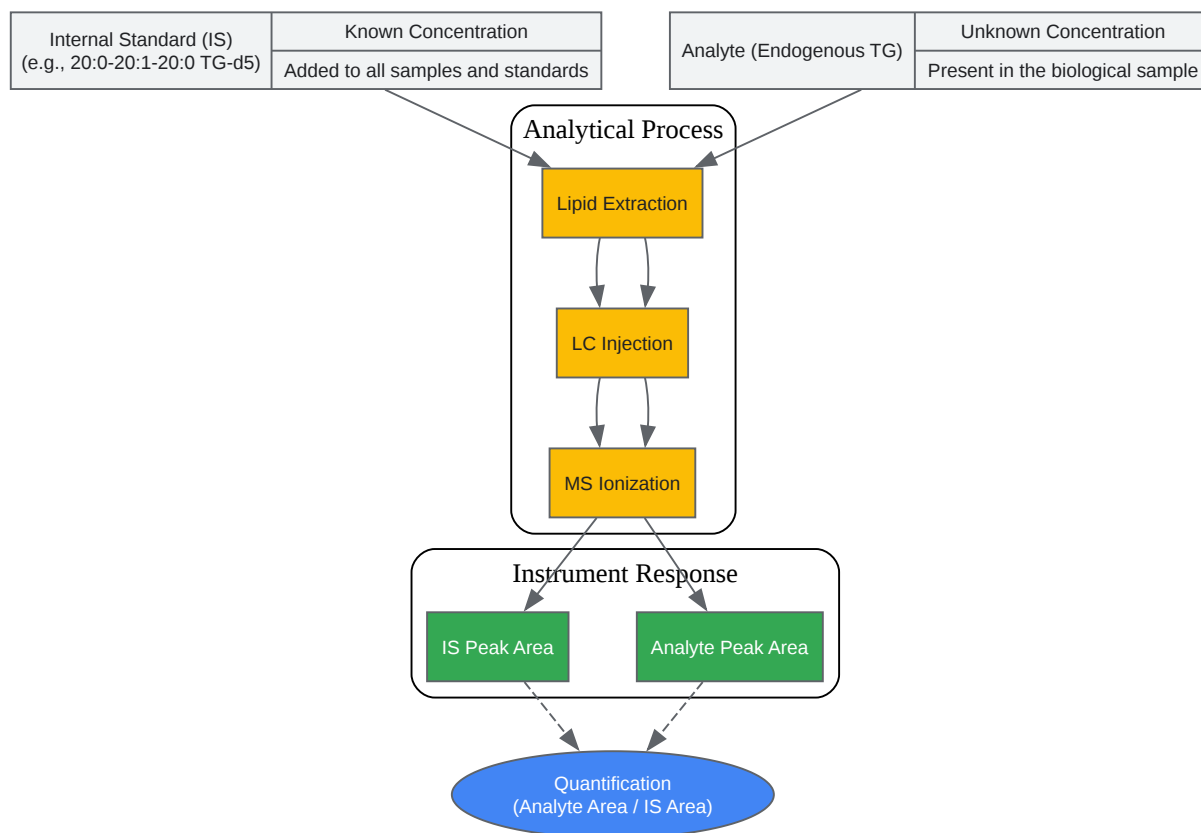 Internal Standard (IS)
(e.g., 20:0-20:1-20:0 TG-d5)
Known Concentration
Added to all samples and standards
Analyte (Endogenous TG)
Unknown Concentration
Present in the biological sample
Analytical Process
Lipid Extraction
LC Injection
MS Ionization
Instrument Response
IS Peak Area
Analyte Peak Area
Quantification
(Analyte Area / IS Area)